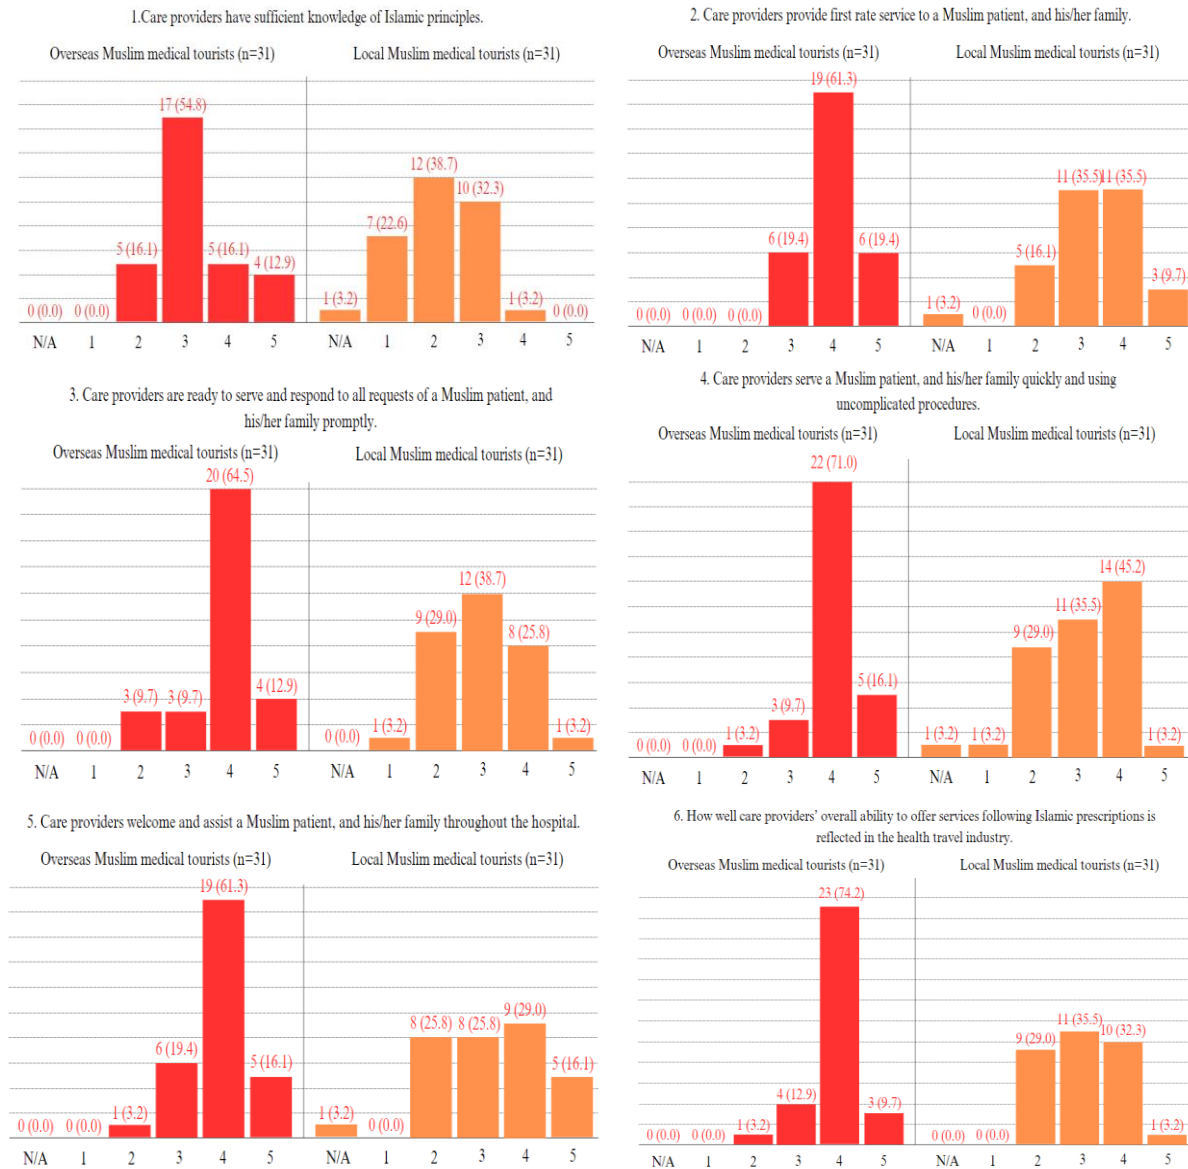 1.Care providers have sufficient knowledge of Islamic principles.
Overseas Muslim medical tourists (n=31) Local Muslim medical tourists (n=31)
17 (54.8)
12 (38.7)
10 (32.3)
7 (22.6)
5 (16.1) 5 (16.1)
4 (12.9)
0 (0.0) 0 (0.0) 1 (3.2) 1 (3.2) 0 (0.0)
N/A 1 2 3 4 5 N/A 1 2 3 4 5
2. Care providers provide first rate service to a Muslim patient, and his/her family.
Overseas Muslim medical tourists (n=31) Local Muslim medical tourists (n=31)
19 (61.3)
11 (35.5) 11 (35.5)
6 (19.4) 6 (19.4) 5 (16.1)
3 (9.7)
0 (0.0) 0 (0.0) 0 (0.0) 1 (3.2) 0 (0.0)
N/A 1 2 3 4 5 N/A 1 2 3 4 5
3. Care providers are ready to serve and respond to all requests of a Muslim patient, and
his/her family promptly.
Overseas Muslim medical tourists (n=31) Local Muslim medical tourists (n=31)
20 (64.5)
12 (38.7)
9 (29.0) 8 (25.8)
3 (9.7) 3 (9.7) 4 (12.9)
0 (0.0) 0 (0.0) 0 (0.0) 1 (3.2) 1 (3.2)
N/A 1 2 3 4 5 N/A 1 2 3 4 5
4. Care providers serve a Muslim patient, and his/her family quickly and using
uncomplicated procedures.
Overseas Muslim medical tourists (n=31) Local Muslim medical tourists (n=31)
22 (71.0)
14 (45.2)
11 (35.5)
9 (29.0)
5 (16.1)
3 (9.7)
0 (0.0) 0 (0.0) 1 (3.2) 1 (3.2) 1 (3.2) 1 (3.2)
N/A 1 2 3 4 5 N/A 1 2 3 4 5
5. Care providers welcome and assist a Muslim patient, and his/her family throughout the hospital.
Overseas Muslim medical tourists (n=31) Local Muslim medical tourists (n=31)
19 (61.3)
8 (25.8) 8 (25.8) 9 (29.0)
6 (19.4) 5 (16.1) 5 (16.1)
0 (0.0) 0 (0.0) 1 (3.2) 1 (3.2) 0 (0.0)
N/A 1 2 3 4 5 N/A 1 2 3 4 5
6. How well care providers' overall ability to offer services following Islamic prescriptions is
reflected in the health travel industry.
Overseas Muslim medical tourists (n=31) Local Muslim medical tourists (n=31)
23 (74.2)
9 (29.0) 11 (35.5) 10 (32.3)
4 (12.9) 3 (9.7)
0 (0.0) 0 (0.0) 1 (3.2) 0 (0.0) 0 (0.0) 1 (3.2)
N/A 1 2 3 4 5 N/A 1 2 3 4 5